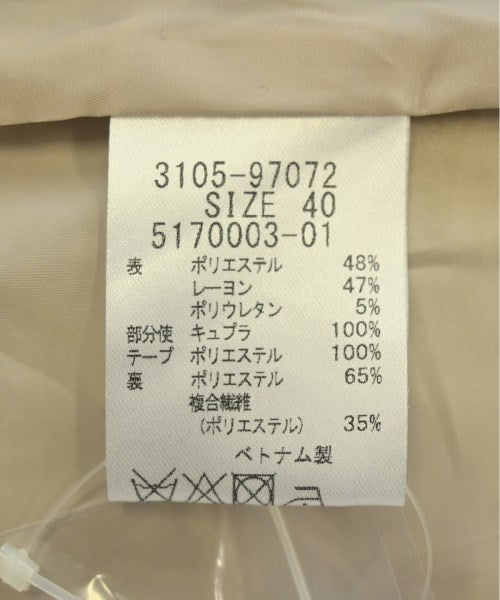 3105-97072
SIZE 40
5170003-01
表 ポリエステル 48%
レーヨン 47%
ポリウレタン 5%
部分使 キュプラ 100%
テープ ポリエステル 100%
裏 ポリエステル 65%
複合繊維
(ポリエステル) 35%
ベトナム製